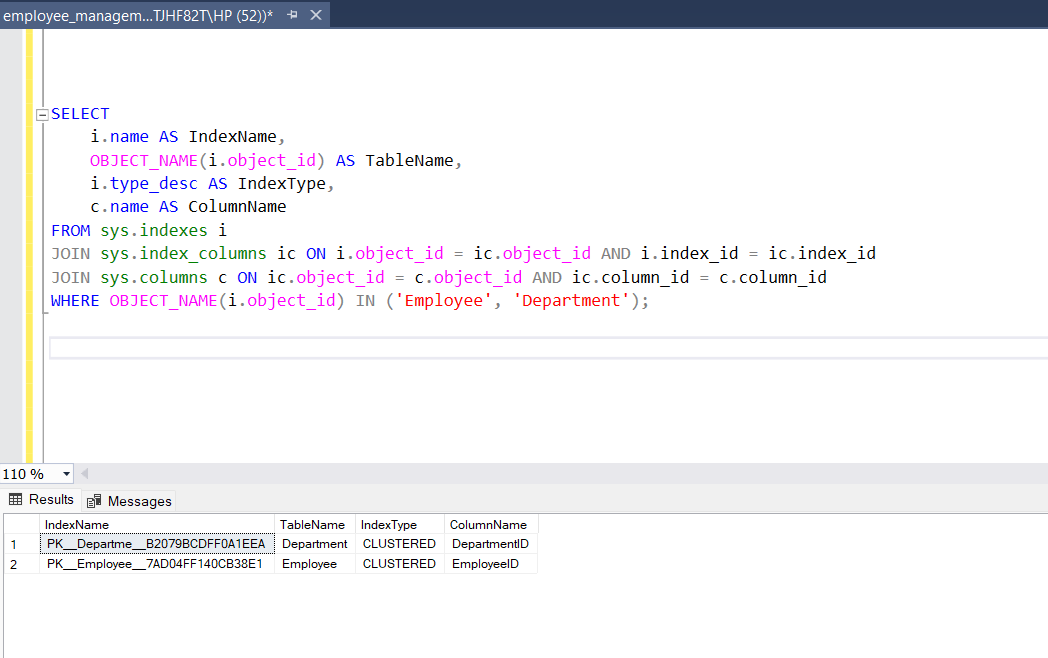 employee_managem...TJHF82T\HP (52))*
SELECT
i.name AS IndexName,
OBJECT_NAME(i.object_id) AS TableName,
i.type_desc AS IndexType,
c.name AS ColumnName
FROM sys.indexes i
JOIN sys.index_columns ic ON i.object_id = ic.object_id AND i.index_id = ic.index_id
JOIN sys.columns c ON ic.object_id = c.object_id AND ic.column_id = c.column_id
WHERE OBJECT_NAME(i.object_id) IN ('Employee', 'Department');
110 %
Results Messages
IndexName TableName IndexType ColumnName
1 PK__Departme__B2079BCDFF0A1EEA Department CLUSTERED DepartmentID
2 PK__Employee__7AD04FF140CB38E1 Employee CLUSTERED EmployeeID